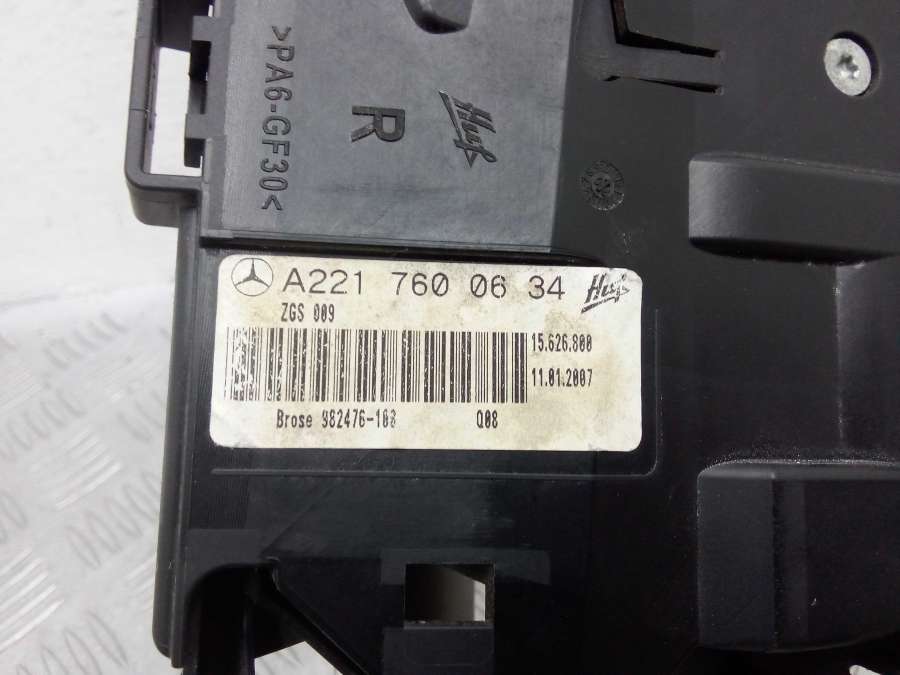 >PA6-GF30<
R
Huf
A221 760 06 34
Huf
ZGS 009
15.626.800
11.01.2007
Brose 982476-103
Q08